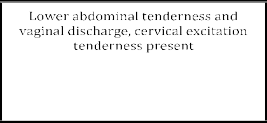 Lower abdominal tenderness and
vaginal discharge, cervical excitation
tenderness present